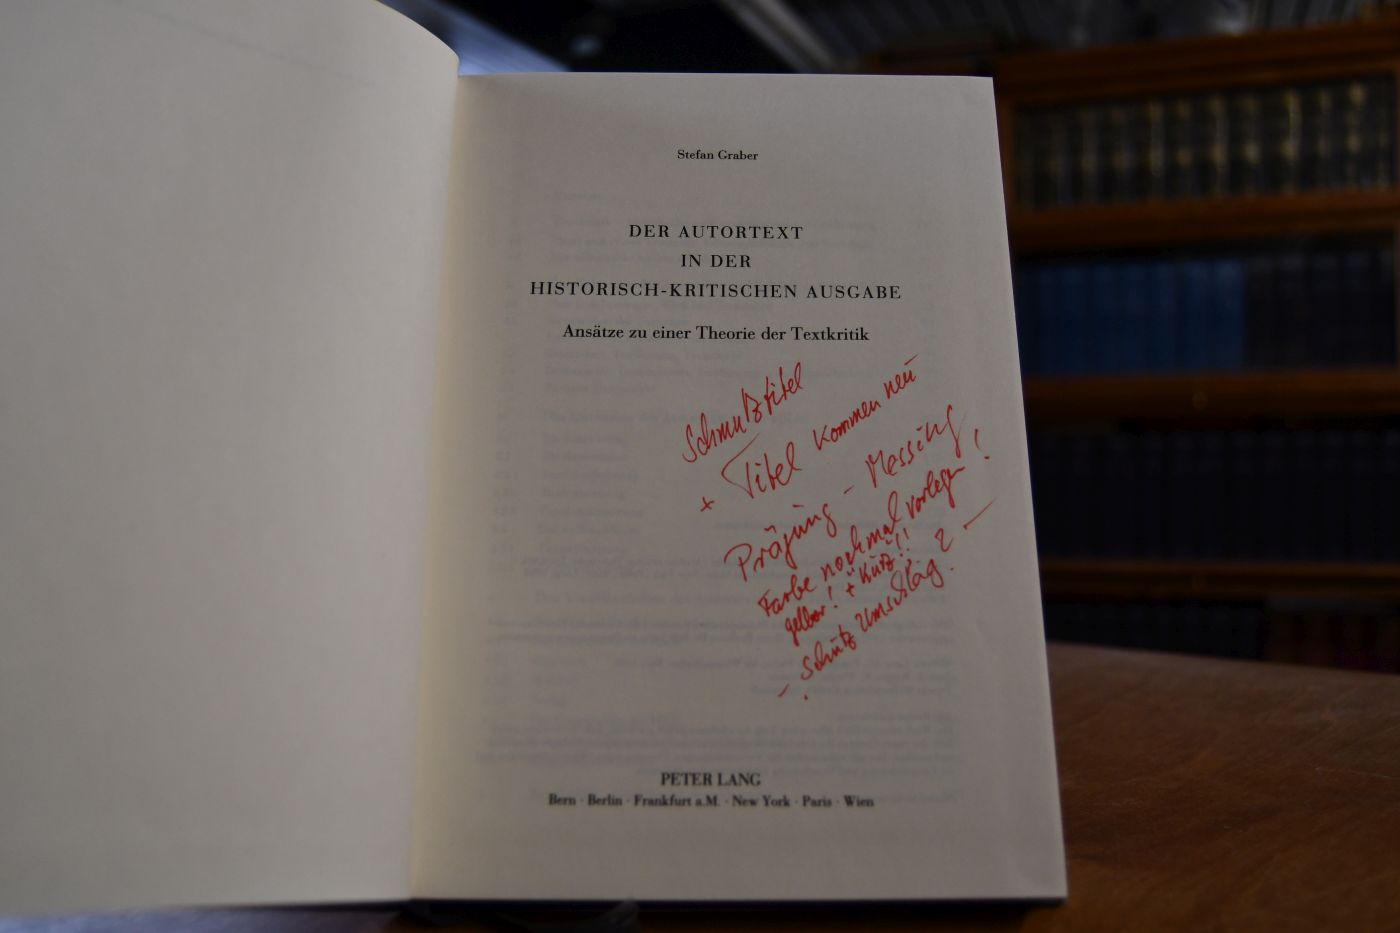 Stefan Graber
DER AUTORTEXT
IN DER
HISTORISCH-KRITISCHEN AUSGABE
Ansätze zu einer Theorie der Textkritik
Schmutztitel
+ Titel kommen neu
Prägung - Messing
Farbe nochmal vorlegen!
gelber! +
- Schutzumschlag? -
PETER LANG
Bern · Berlin · Frankfurt a.M. · New York · Paris · Wien